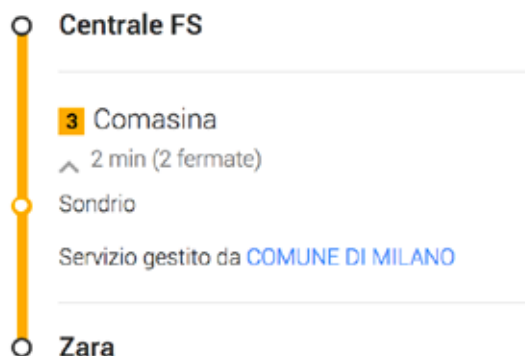 Centrale FS
3 Comasina
2 min (2 fermate)
Sondrio
Servizio gestito da COMUNE DI MILANO
Zara